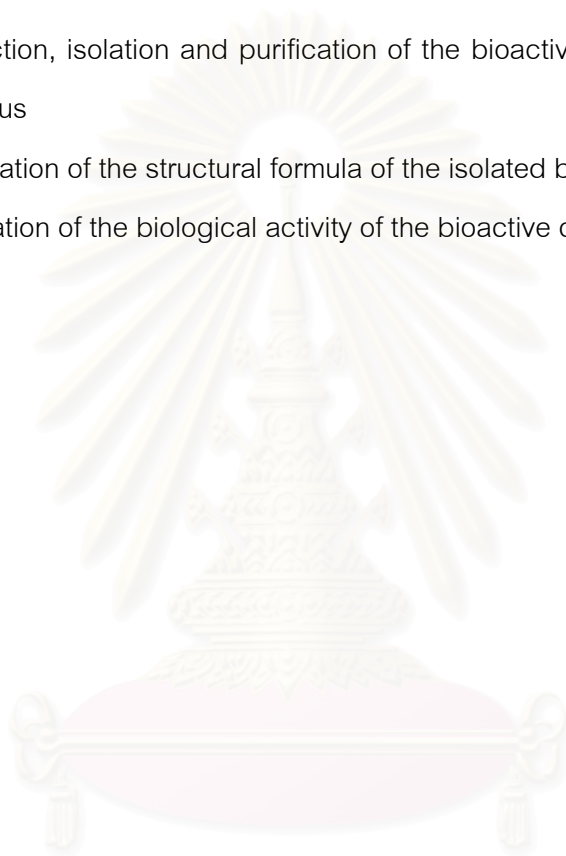 ction, isolation and purification of the bioactiv
us
ation of the structural formula of the isolated b
ation of the biological activity of the bioactive